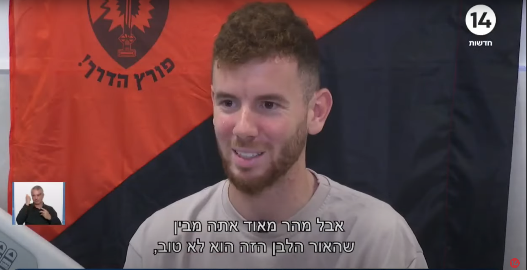 14
חדשות
פורץ הדרך!
אבל מהר מאוד אתה מבין
שהאור הלבן הזה הוא לא טוב,